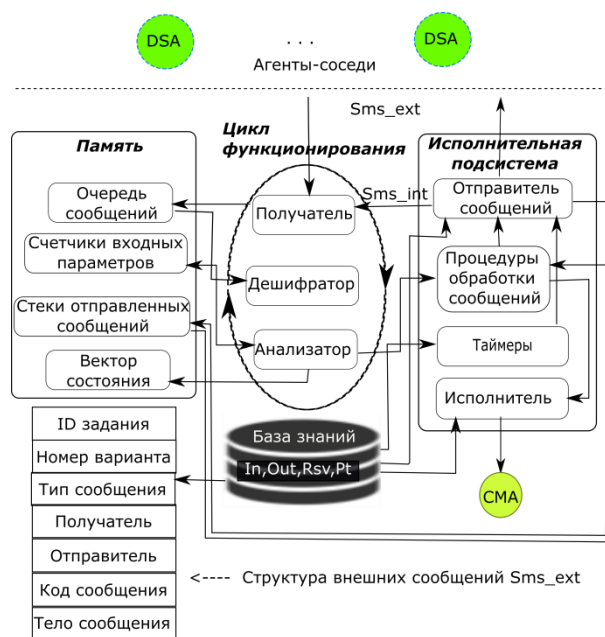 DSA
. . .
DSA
Агенты-соседи
Sms_ext
Память
Цикл
функционирования
Исполнительная
подсистема
Очередь
сообщений
Счетчики входных
параметров
Стеки отправленных
сообщений
Вектор
состояния
Получатель
Sms_int
Дешифратор
Анализатор
Отправитель
сообщений
Процедуры
обработки
сообщений
Таймеры
Исполнитель
База знаний
In,Out,Rsv,Pt
CMA
ID задания
Номер варианта
Тип сообщения
Получатель
Отправитель
Код сообщения
Тело сообщения
<---- Структура внешних сообщений Sms_ext